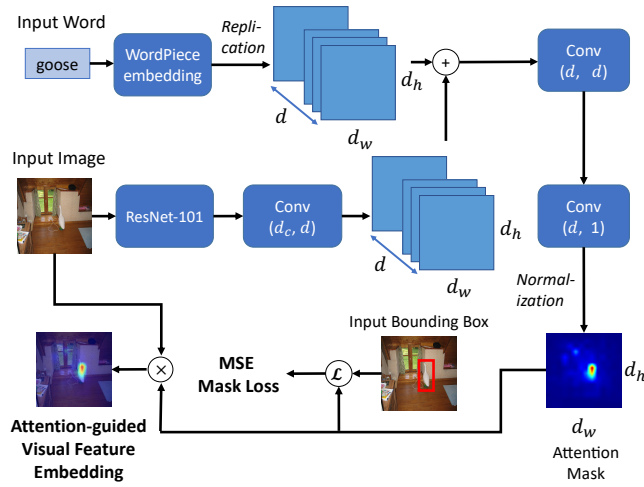 Input Word
goose
WordPiece
embedding
Repli-
cation
d
d_w
d_h
+
Conv
(d, d)
Input Image
ResNet-101
Conv
(d_c, d)
d
d_w
d_h
Conv
(d, 1)
Normal-
ization
Input Bounding Box
MSE
Mask Loss
ℒ
×
d_h
d_w
Attention
Mask
Attention-guided
Visual Feature
Embedding